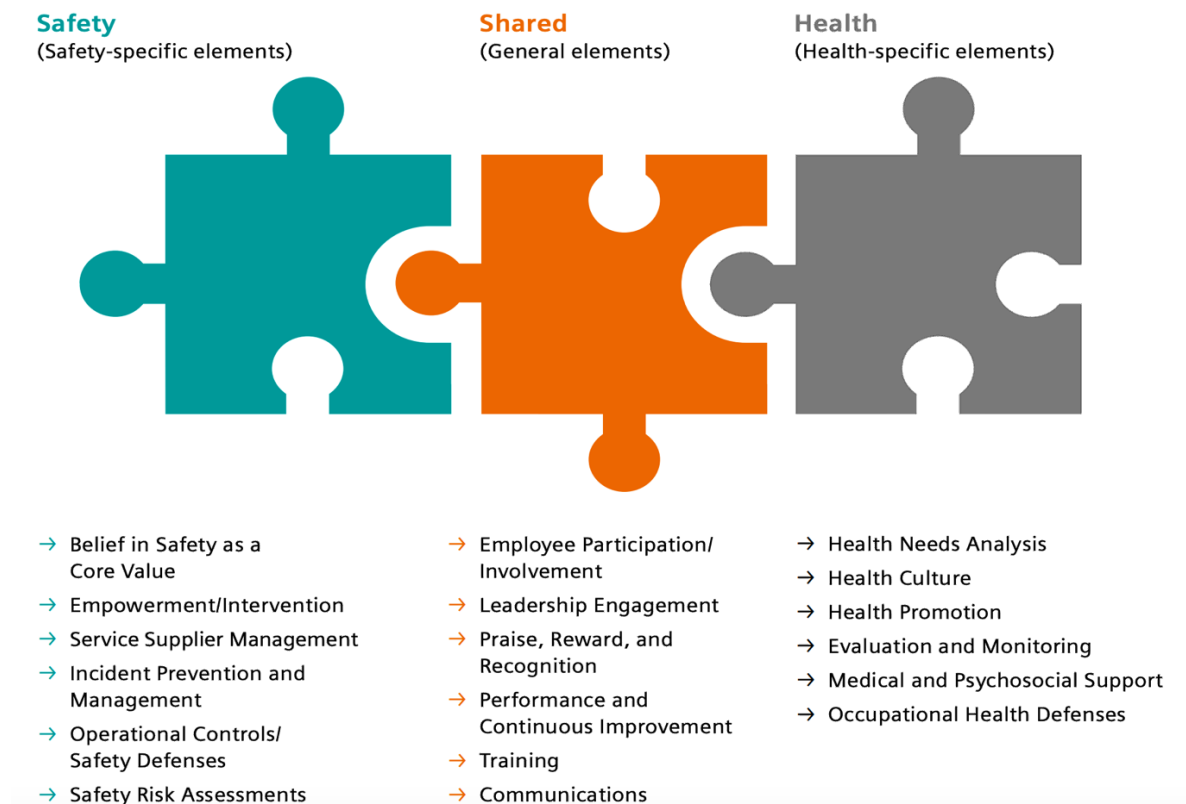 Safety
(Safety-specific elements)
Shared
(General elements)
Health
(Health-specific elements)
→ Belief in Safety as a
Core Value
→ Empowerment/Intervention
→ Service Supplier Management
→ Incident Prevention and
Management
→ Operational Controls/
Safety Defenses
→ Safety Risk Assessments
→ Employee Participation/
Involvement
→ Leadership Engagement
→ Praise, Reward, and
Recognition
→ Performance and
Continuous Improvement
→ Training
→ Communications
→ Health Needs Analysis
→ Health Culture
→ Health Promotion
→ Evaluation and Monitoring
→ Medical and Psychosocial Support
→ Occupational Health Defenses